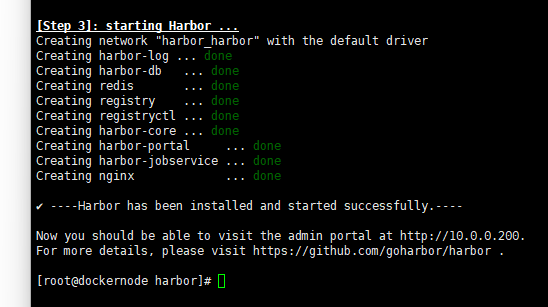 [Step 3]: starting Harbor ...
Creating network "harbor_harbor" with the default driver
Creating harbor-log ... done
Creating harbor-db   ... done
Creating redis       ... done
Creating registry    ... done
Creating registryctl ... done
Creating harbor-core ... done
Creating harbor-portal     ... done
Creating harbor-jobservice ... done
Creating nginx             ... done
✔ ----Harbor has been installed and started successfully.----
Now you should be able to visit the admin portal at http://10.0.0.200.
For more details, please visit https://github.com/goharbor/harbor .
[root@dockernode harbor]#